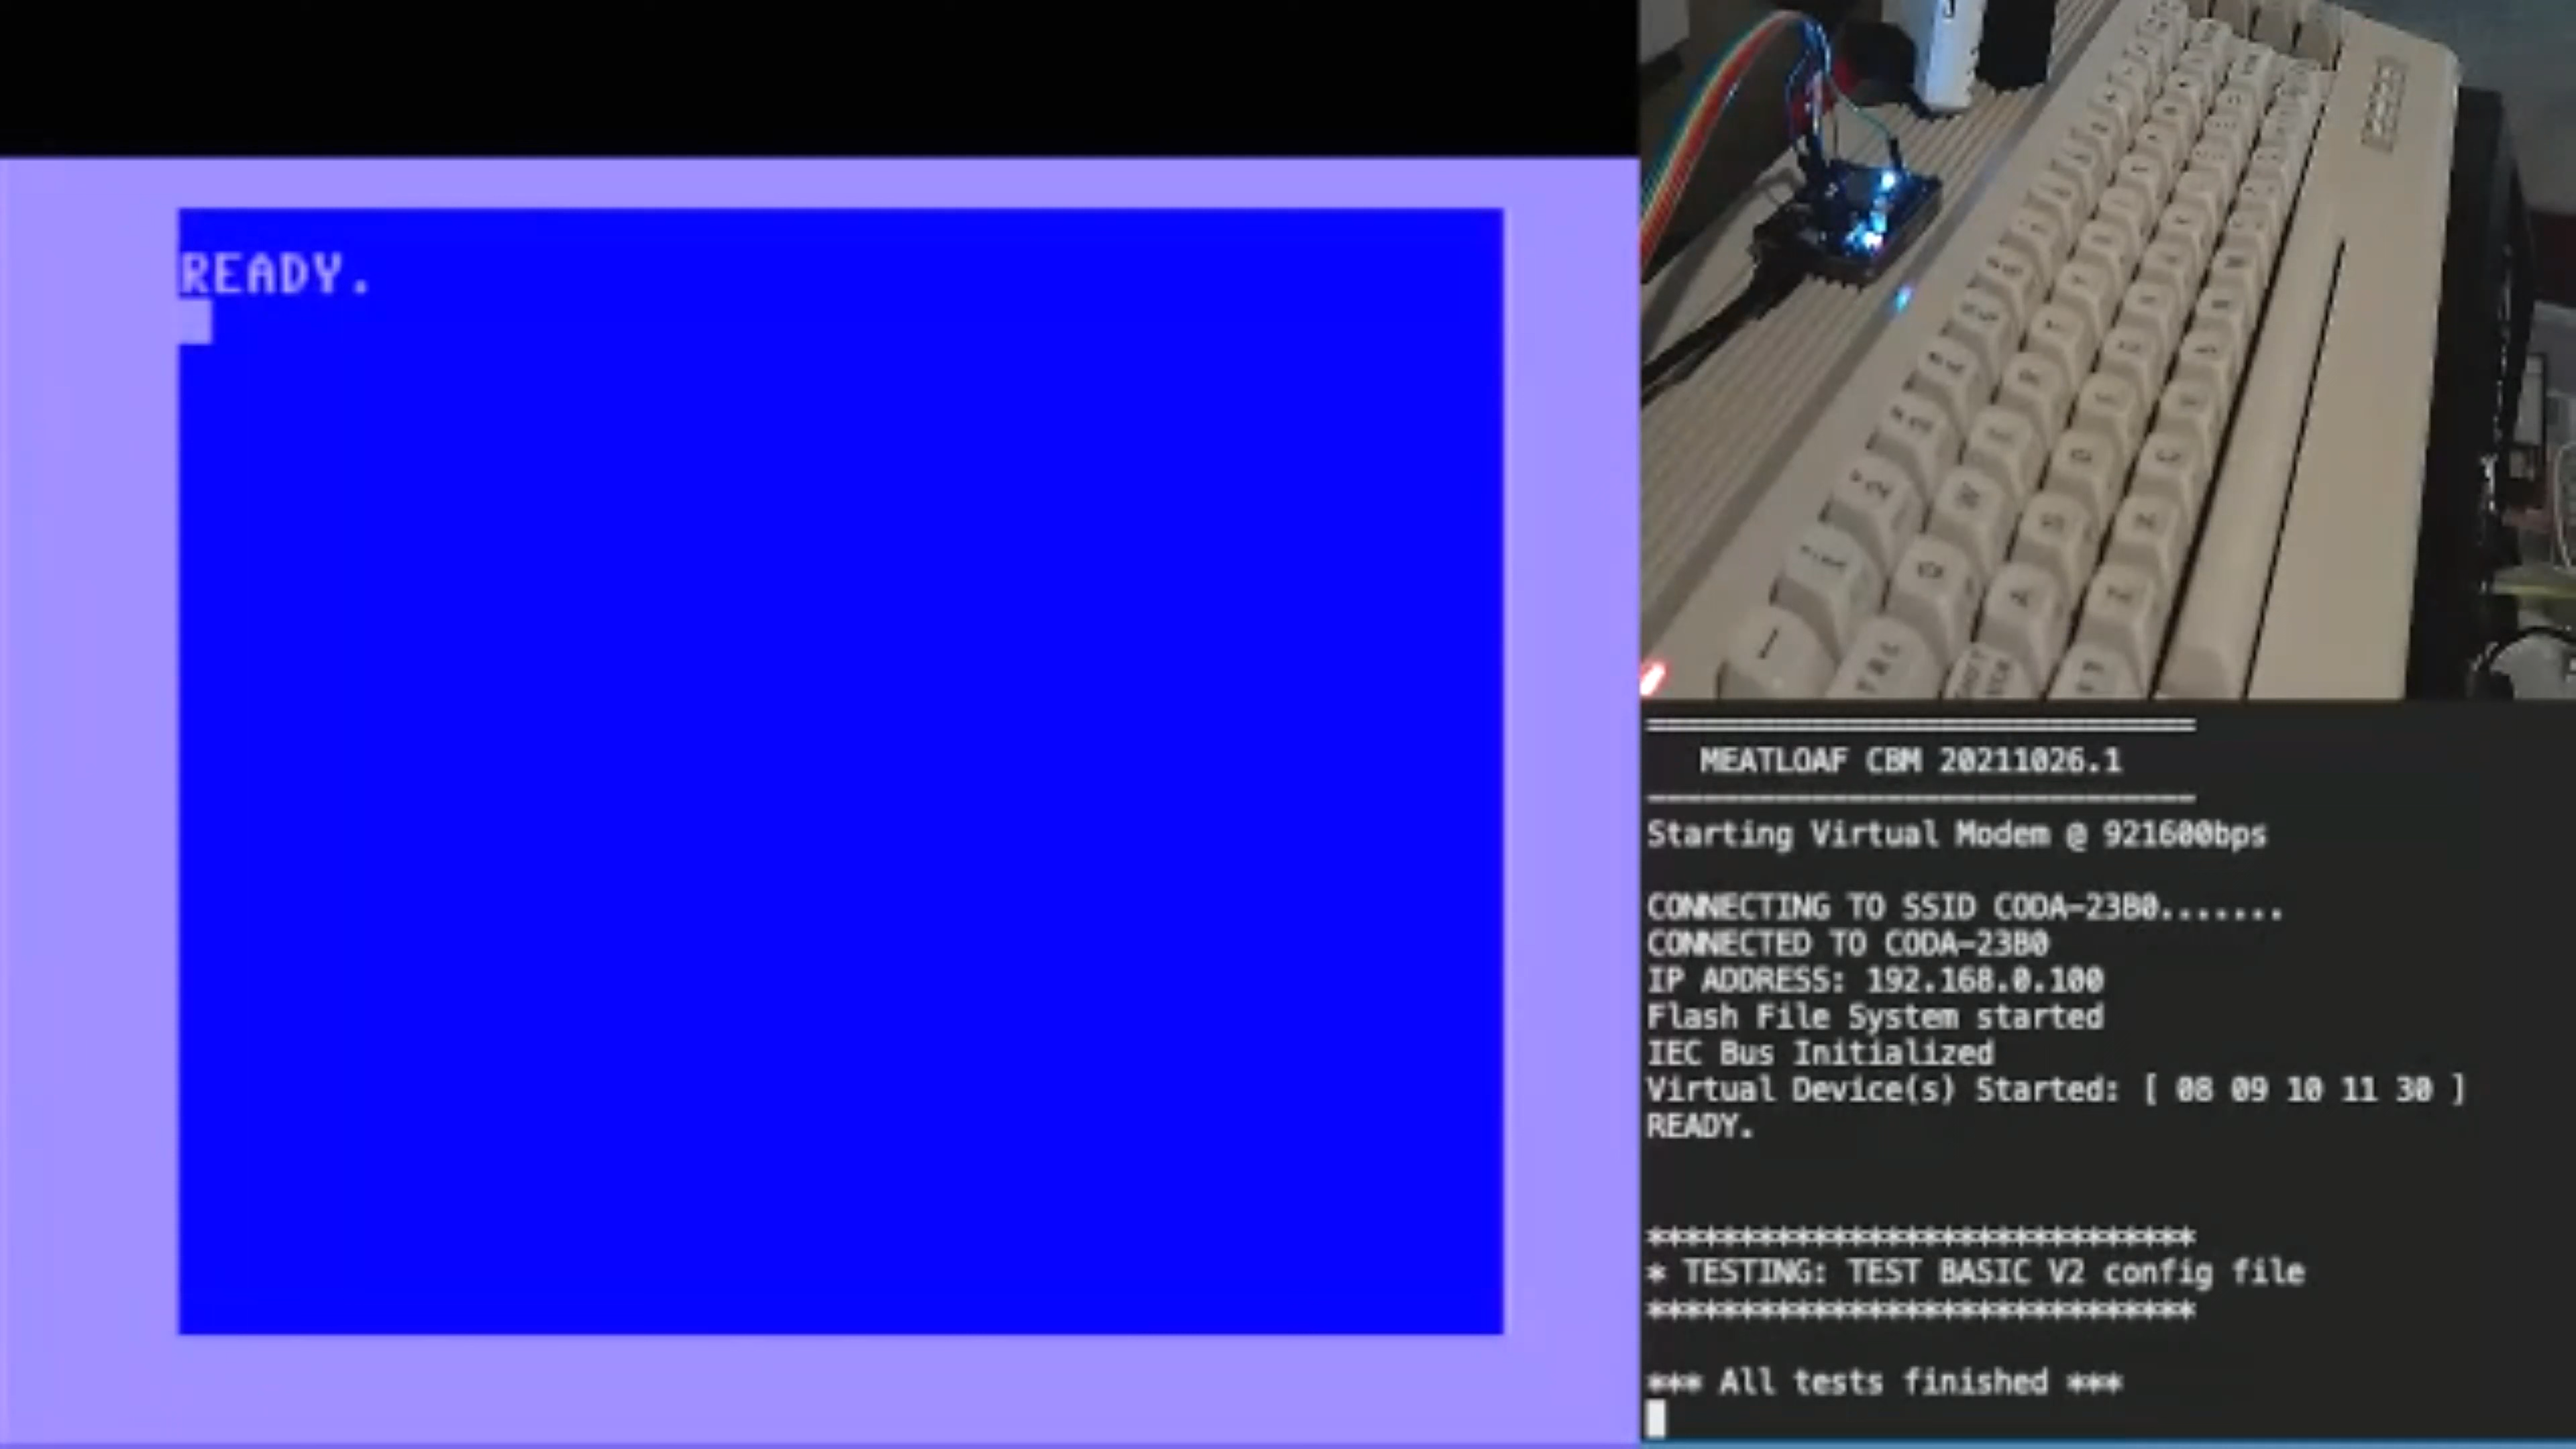 READY.
════════════════════
MEATLOAF CBM 20211026.1
------------------------------
Starting Virtual Modem @ 921600bps
CONNECTING TO SSID CODA-23B0.......
CONNECTED TO CODA-23B0
IP ADDRESS: 192.168.0.100
Flash File System started
IEC Bus Initialized
Virtual Device(s) Started: [ 08 09 10 11 30 ]
READY.
******************************
* TESTING: TEST BASIC V2 config file
******************************
*** All tests finished ***